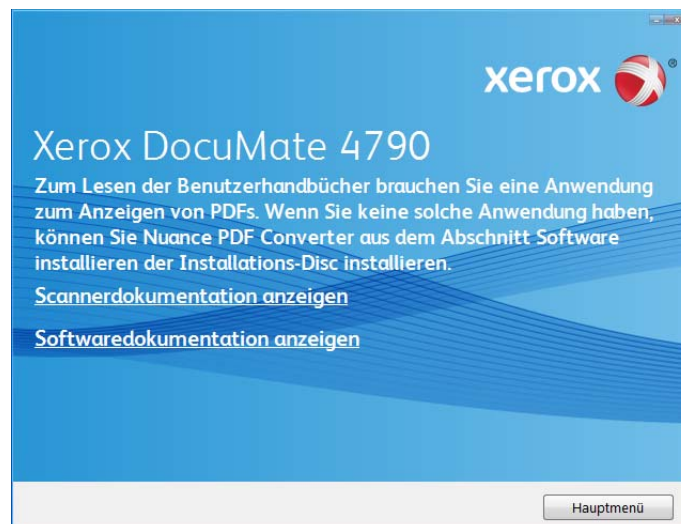 xerox ®
Xerox DocuMate 4790
Zum Lesen der Benutzerhandbücher brauchen Sie eine Anwendung
zum Anzeigen von PDFs. Wenn Sie keine solche Anwendung haben,
können Sie Nuance PDF Converter aus dem Abschnitt Software
installieren der Installations-Disc installieren.
Scannerdokumentation anzeigen
Softwaredokumentation anzeigen
Hauptmenü